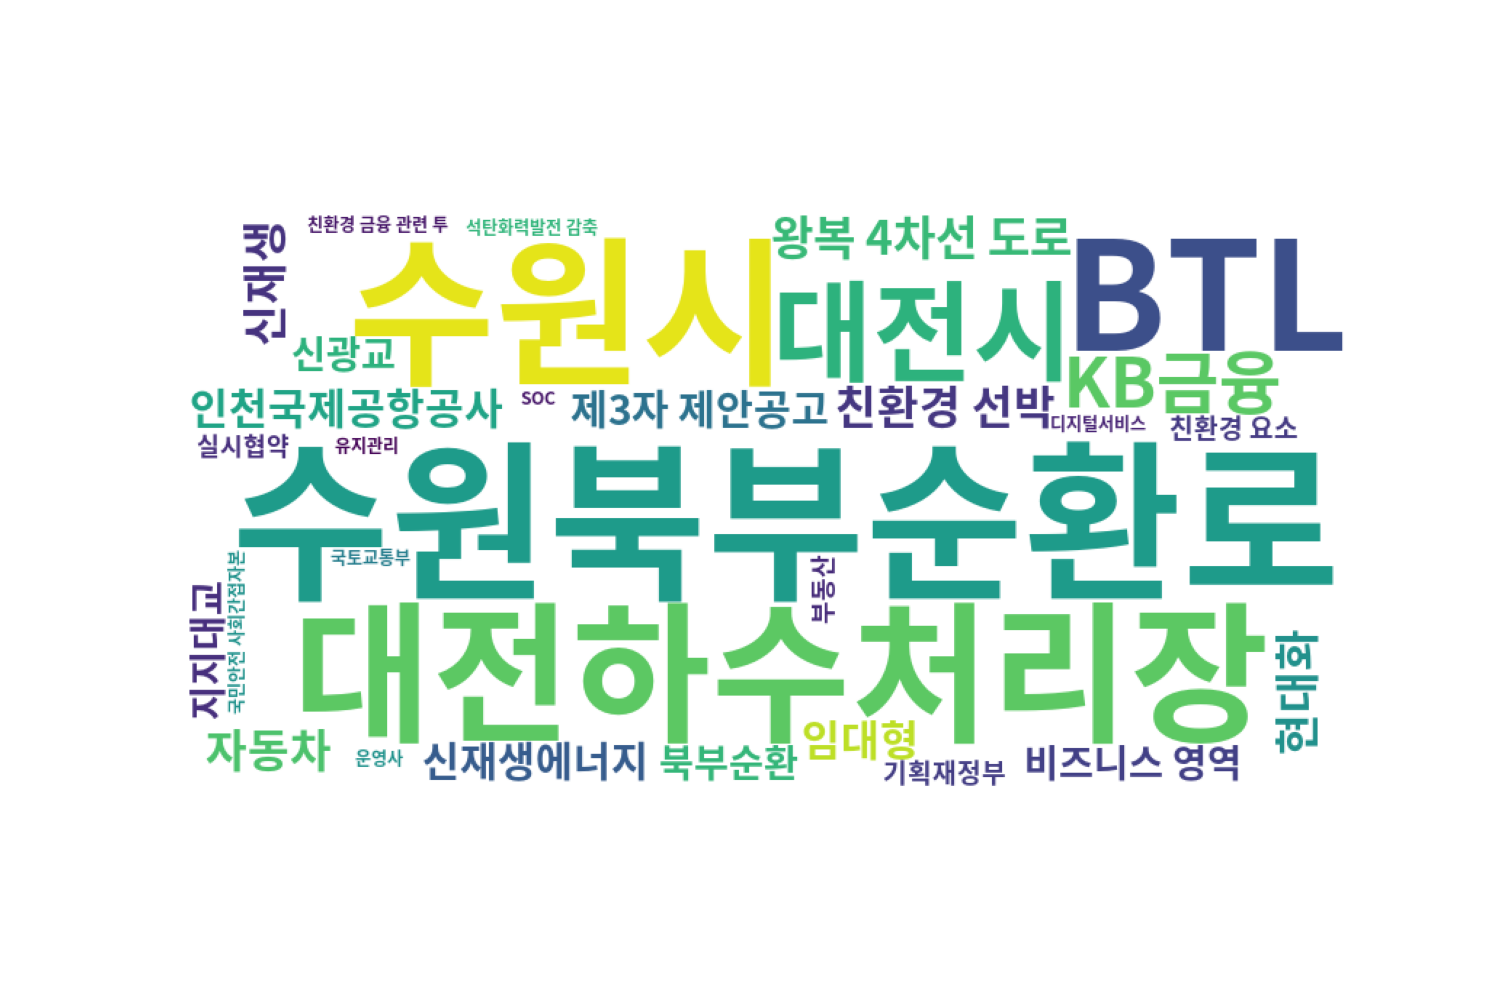 친환경 금융 관련 투
석탄화력발전 감축
왕복 4차선 도로
신재생
수원시
대전시
BTL
신광교
KB금융
인천국제공항공사
SOC
제3자 제안공고
친환경 선박
디지털서비스
친환경 요소
실시협약
유지관리
수원북부순환로
국토교통부
부동산
국민안전 사회간접자본
지지대교
대전하수처리장
현대화
자동차
운영사
신재생에너지
북부순환
임대형
기획재정부
비즈니스 영역